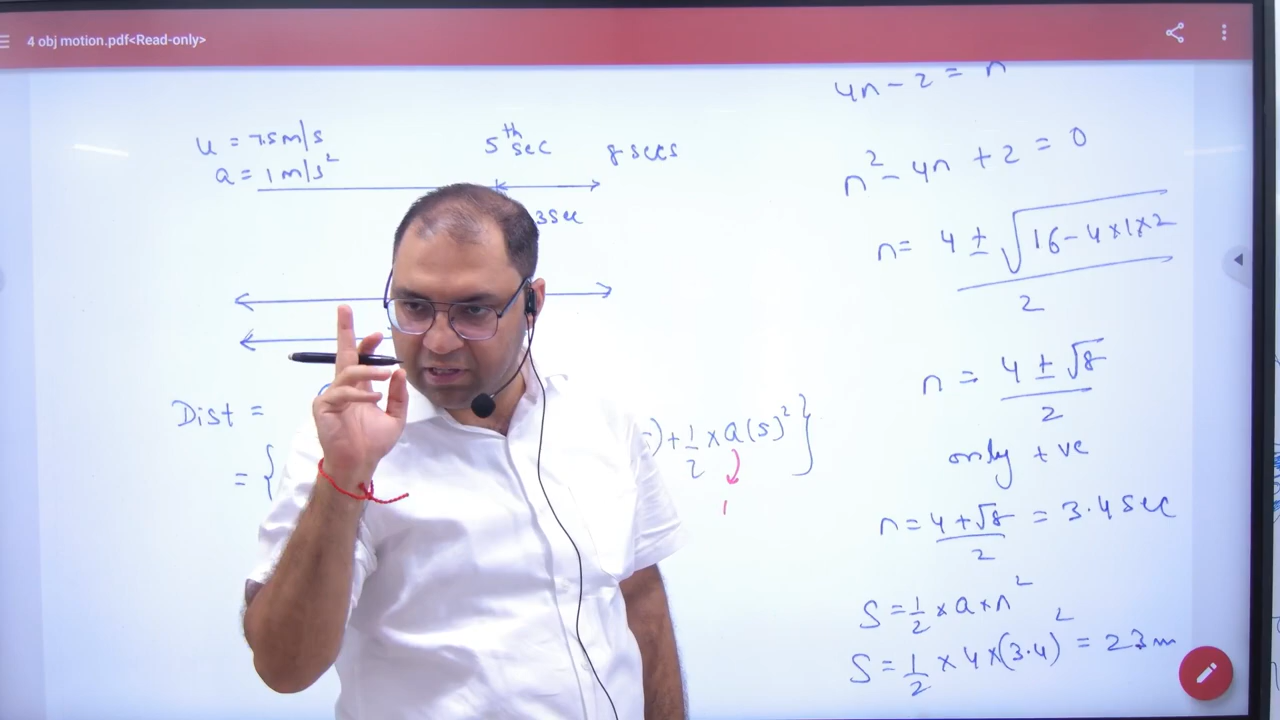 4 obj motion.pdf<Read-only>
u = 7.5m/s
a = 1 m/s²
5th sec
8 secs
3sec
Dist =
= {
) + 1/2 × a(5)² }
1
4n - 2 = n
n² - 4n + 2 = 0
n = 4 ± √16 - 4×1×2 / 2
n = 4 ± √8 / 2
only +ve
n = 4 + √8 / 2 = 3.4 sec
S = 1/2 × a × n²
S = 1/2 × 4 × (3.4)² = 23 m